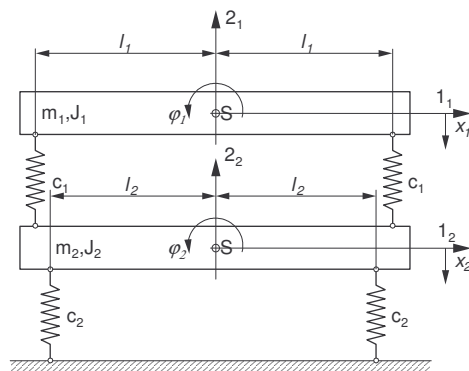 2₁
l₁ l₁
m₁,J₁ φ₁ S 1₁
x₁
2₂
c₁ l₂ l₂ c₁
m₂,J₂ φ₂ S 1₂
x₂
c₂ c₂